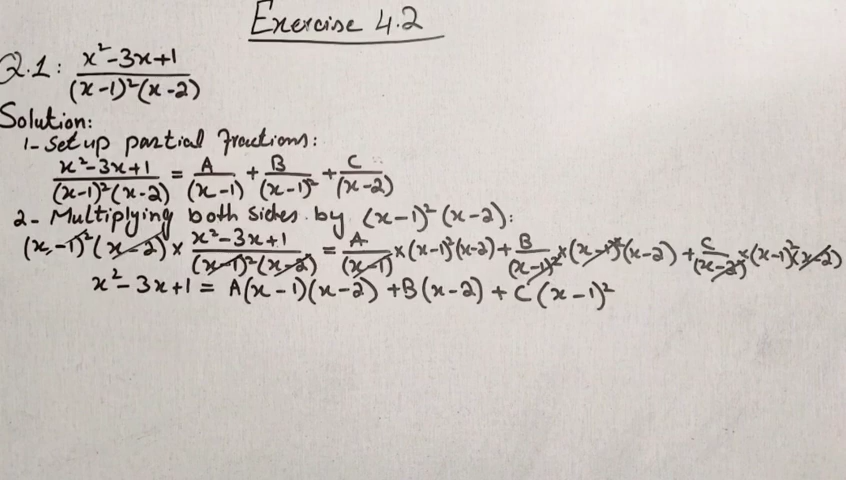 Exercise 4.2
Q.1: (x²-3x+1)/((x-1)²(x-2))
Solution:
1- Set up partial fractions:
(x²-3x+1)/((x-1)²(x-2)) = A/(x-1) + B/(x-1)² + C/(x-2)
2- Multiplying both sides by (x-1)²(x-2):
(x-1)²(x-2) × (x²-3x+1)/((x-1)²(x-2)) = A/(x-1) × (x-1)²(x-2) + B/(x-1)² × (x-1)²(x-2) + C/(x-2) × (x-1)²(x-2)
x²-3x+1 = A(x-1)(x-2) + B(x-2) + C(x-1)²